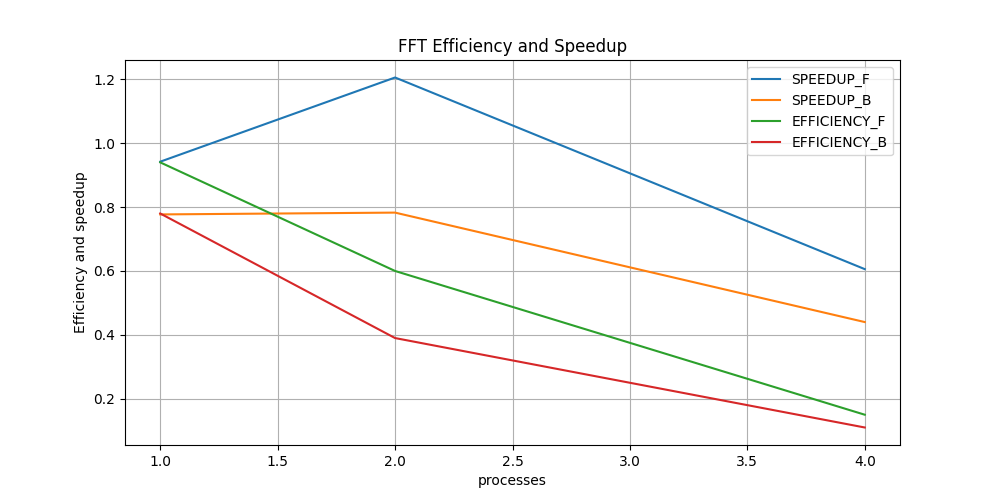 FFT Efficiency and Speedup
SPEEDUP_F
SPEEDUP_B
EFFICIENCY_F
EFFICIENCY_B
Efficiency and speedup
1.2
1.0
0.8
0.6
0.4
0.2
1.0 1.5 2.0 2.5 3.0 3.5 4.0
processes